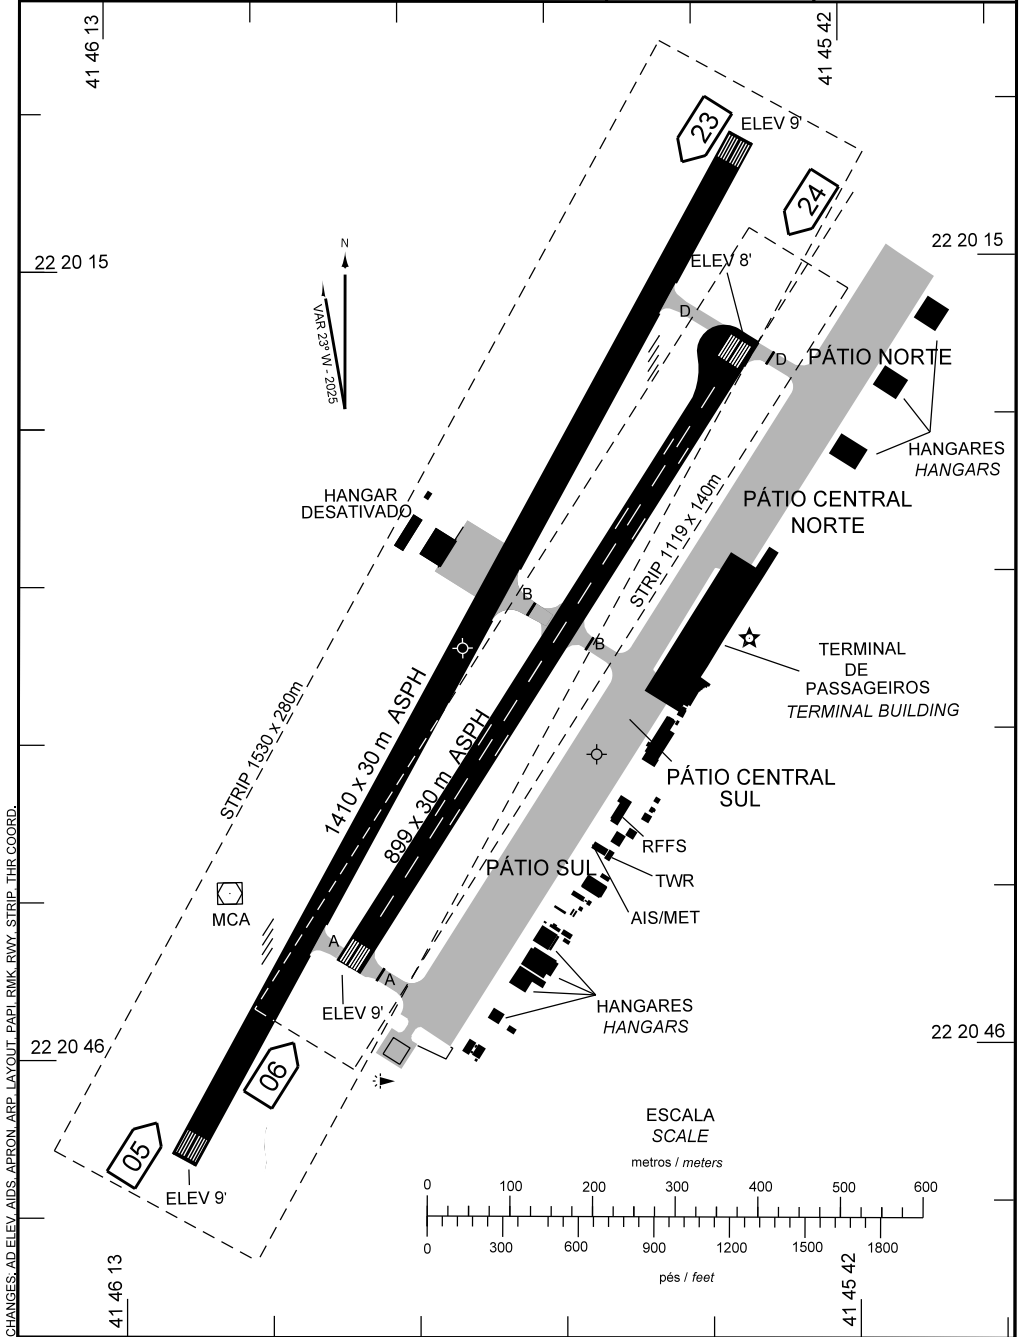 41 46 13
41 45 42
23
ELEV 9'
24
22 20 15
22 20 15
N
VAR 23º W - 2025
ELEV 8'
D
D
PÁTIO NORTE
HANGARES
HANGARS
HANGAR
DESATIVADO
PÁTIO CENTRAL
NORTE
STRIP 1119 x 140m
B
B
TERMINAL
DE
PASSAGEIROS
TERMINAL BUILDING
STRIP 1530 x 280m
1410 x 30 m ASPH
899 x 30 m ASPH
PÁTIO CENTRAL
SUL
RFFS
PÁTIO SUL
TWR
AIS/MET
MCA
A
A
ELEV 9'
HANGARES
HANGARS
22 20 46
22 20 46
06
05
ELEV 9'
ESCALA
SCALE
metros / meters
0 100 200 300 400 500 600
0 300 600 900 1200 1500 1800
pés / feet
41 46 13
41 45 42
CHANGES: AD ELEV. AIDS, APRON, ARP, LAYOUT, PAPI, RMK, RWY, STRIP, THR COORD.